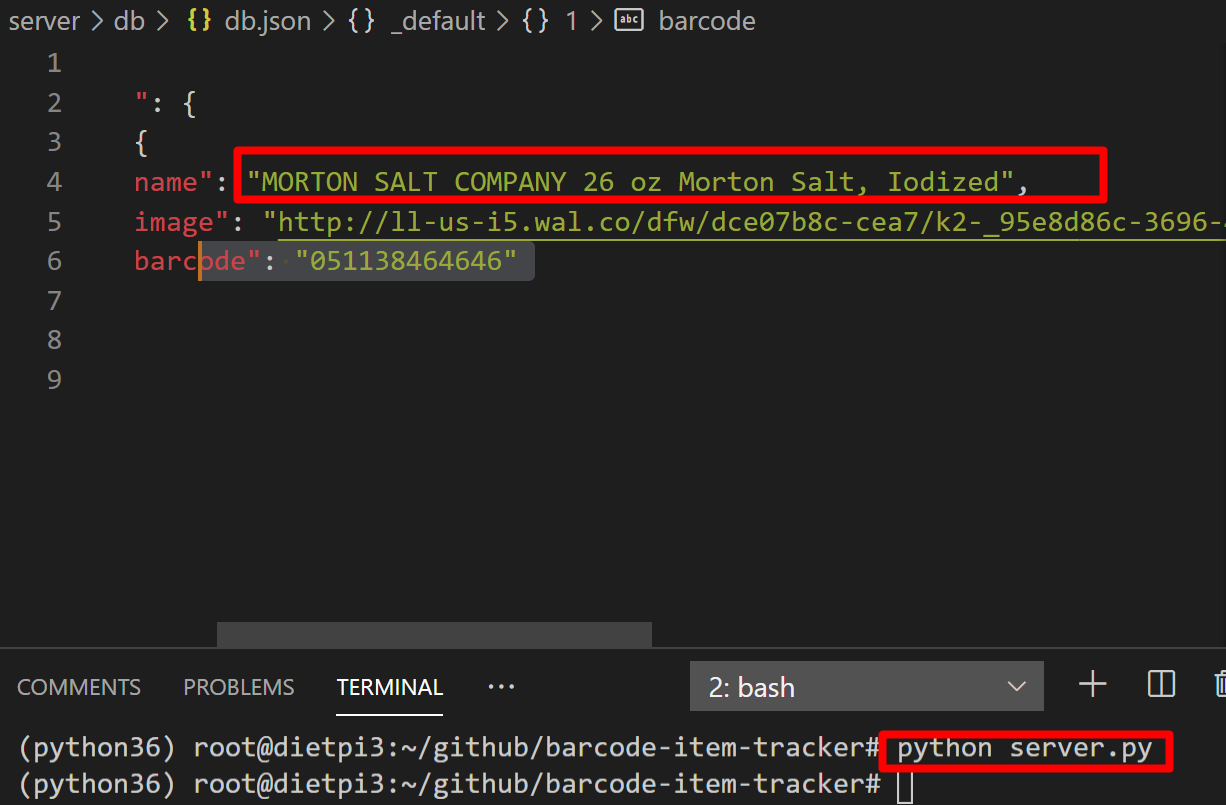 server > db > {} db.json > {} _default > {} 1 > abc barcode
1
2 ": {
3 {
4 name": "MORTON SALT COMPANY 26 oz Morton Salt, Iodized",
5 image": "http://ll-us-i5.wal.co/dfw/dce07b8c-cea7/k2-_95e8d86c-3696-
6 barcode": "051138464646"
7
8
9
COMMENTS PROBLEMS TERMINAL ··· 2: bash
(python36) root@dietpi3:~/github/barcode-item-tracker# python server.py
(python36) root@dietpi3:~/github/barcode-item-tracker#